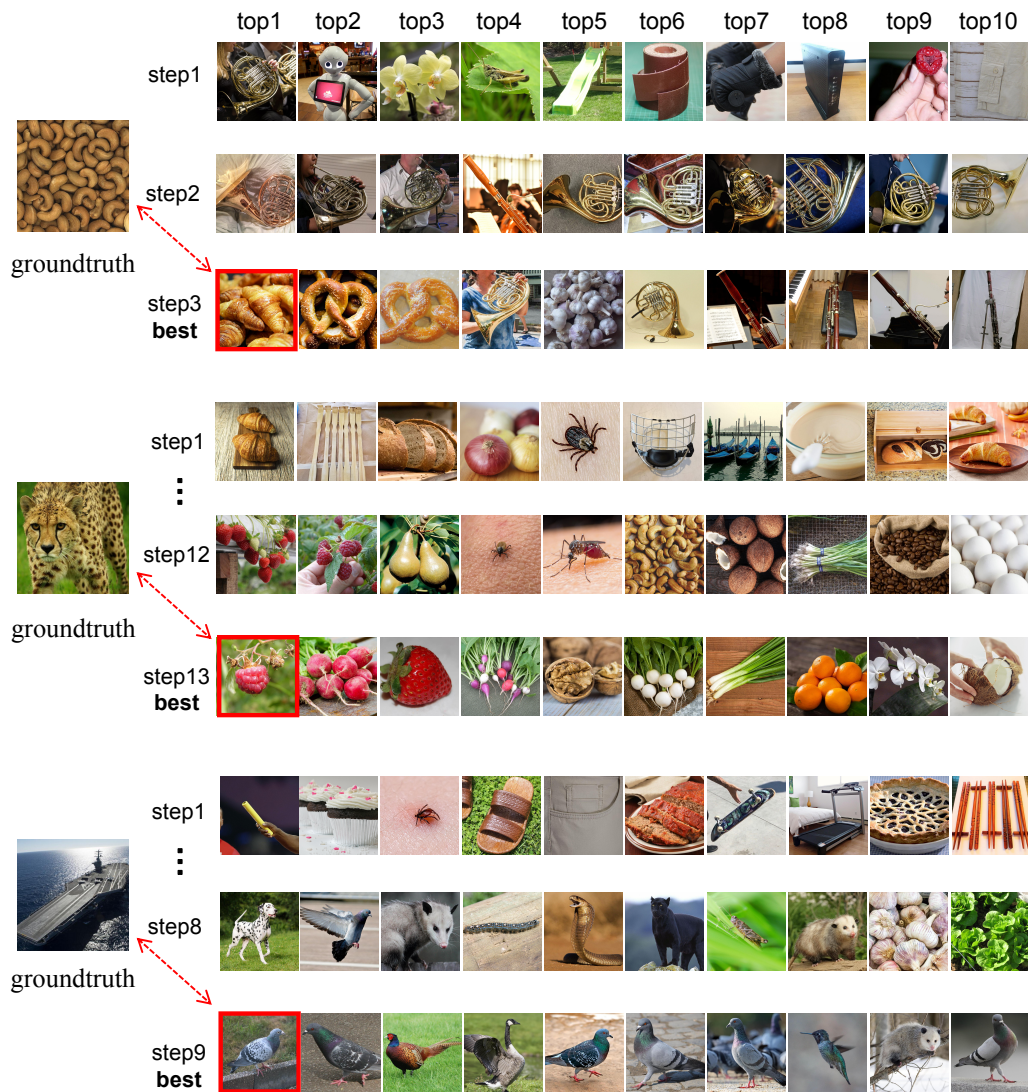 top1 top2 top3 top4 top5 top6 top7 top8 top9 top10
step1
step2
groundtruth
step3
best
step1
step12
groundtruth
step13
best
step1
step8
groundtruth
step9
best